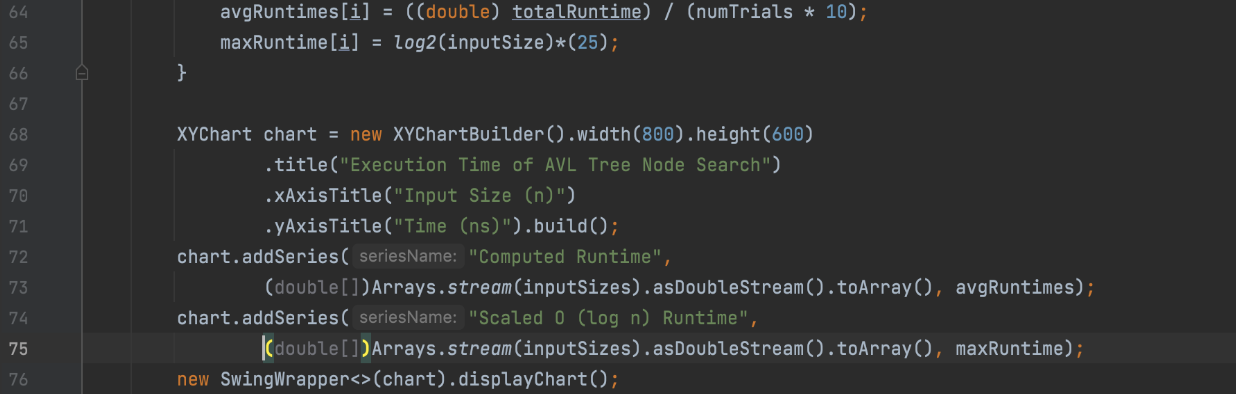 64 avgRuntimes[i] = ((double) totalRuntime) / (numTrials * 10);
65 maxRuntime[i] = log2(inputSize)*(25);
66 }
67
68 XYChart chart = new XYChartBuilder().width(800).height(600)
69 .title("Execution Time of AVL Tree Node Search")
70 .xAxisTitle("Input Size (n)")
71 .yAxisTitle("Time (ns)").build();
72 chart.addSeries( seriesName: "Computed Runtime",
73 (double[])Arrays.stream(inputSizes).asDoubleStream().toArray(), avgRuntimes);
74 chart.addSeries( seriesName: "Scaled O (log n) Runtime",
75 (double[])Arrays.stream(inputSizes).asDoubleStream().toArray(), maxRuntime);
76 new SwingWrapper<>(chart).displayChart();